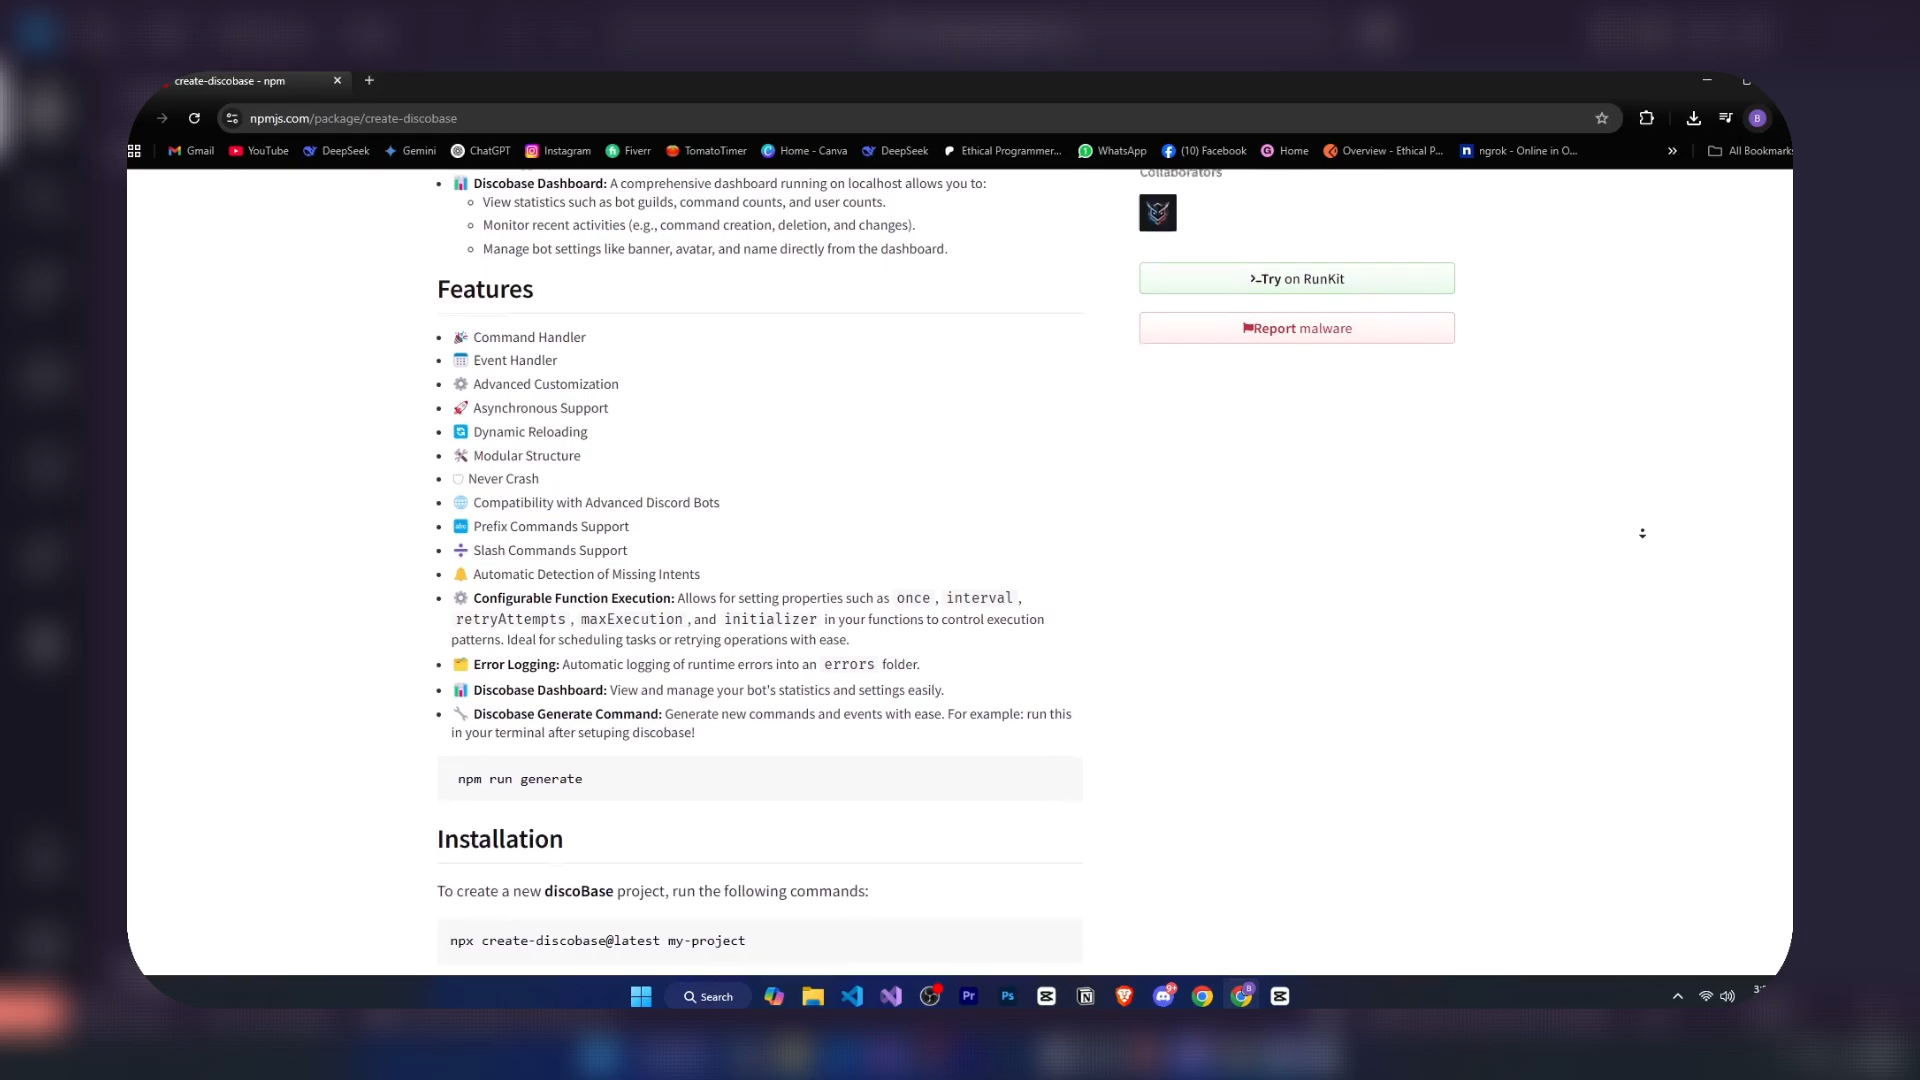 create-discobase - npm
npmjs.com/package/create-discobase
Gmail YouTube DeepSeek Gemini ChatGPT Instagram Fiverr TomatoTimer Home - Canva DeepSeek Ethical Programmer... WhatsApp (10) Facebook Home Overview - Ethical P... ngrok - Online in O... All Bookmarks
Discobase Dashboard: A comprehensive dashboard running on localhost allows you to:
View statistics such as bot guilds, command counts, and user counts.
Monitor recent activities (e.g., command creation, deletion, and changes).
Manage bot settings like banner, avatar, and name directly from the dashboard.
Features
Command Handler
Event Handler
Advanced Customization
Asynchronous Support
Dynamic Reloading
Modular Structure
Never Crash
Compatibility with Advanced Discord Bots
Prefix Commands Support
Slash Commands Support
Automatic Detection of Missing Intents
Configurable Function Execution: Allows for setting properties such as once, interval,
retryAttempts, maxExecution, and initializer in your functions to control execution
patterns. Ideal for scheduling tasks or retrying operations with ease.
Error Logging: Automatic logging of runtime errors into an errors folder.
Discobase Dashboard: View and manage your bot's statistics and settings easily.
Discobase Generate Command: Generate new commands and events with ease. For example: run this
in your terminal after setuping discobase!
npm run generate
Installation
To create a new discoBase project, run the following commands:
npx create-discobase@latest my-project
Collaborators
>_Try on RunKit
Report malware
Search